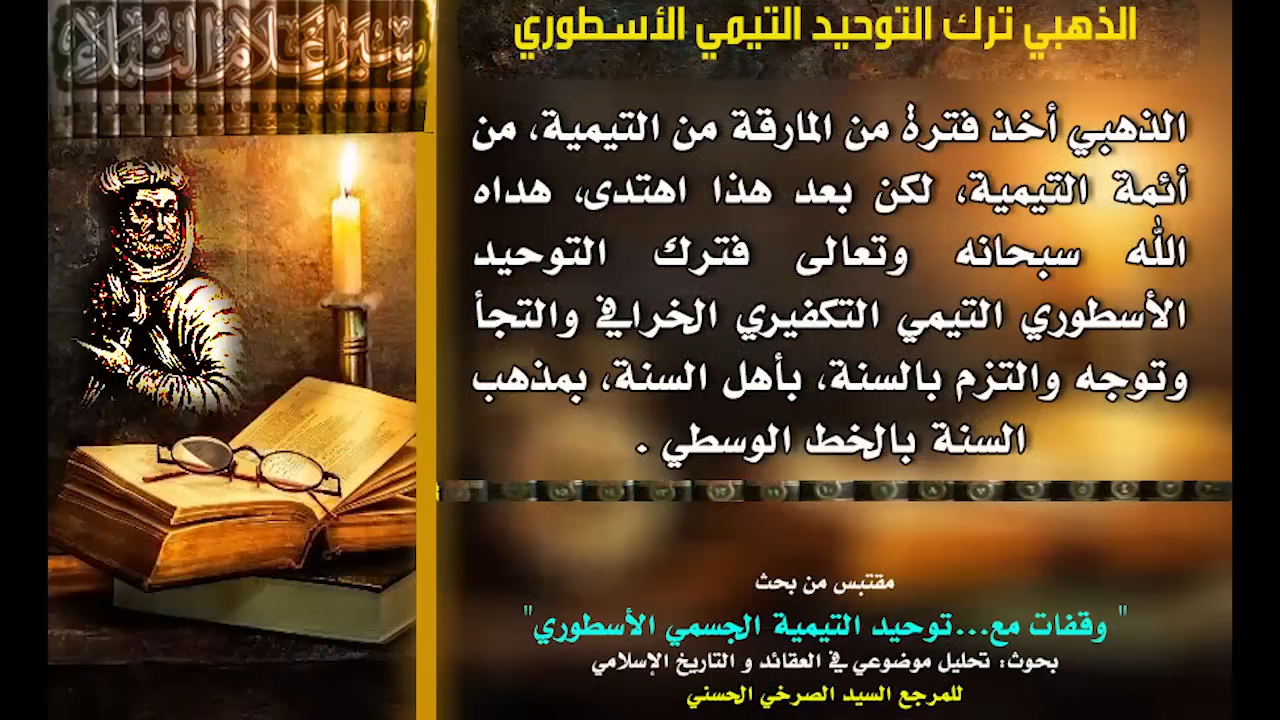 سير أعلام النبلاء
الذهبي ترك التوحيد التيمي الأسطوري
الذهبي أخذ فترة من المارقة من التيمية، من
أئمة التيمية، لكن بعد هذا اهتدى، هداه
الله سبحانه وتعالى فترك التوحيد
الأسطوري التيمي التكفيري الخرافي والتجأ
وتوجه والتزم بالسنة، بأهل السنة، بمذهب
السنة بالخط الوسطي .
مقتبس من بحث
" وقفات مع...توحيد التيمية الجسمي الأسطوري"
بحوث: تحليل موضوعي في العقائد و التاريخ الإسلامي
للمرجع السيد الصرخي الحسني